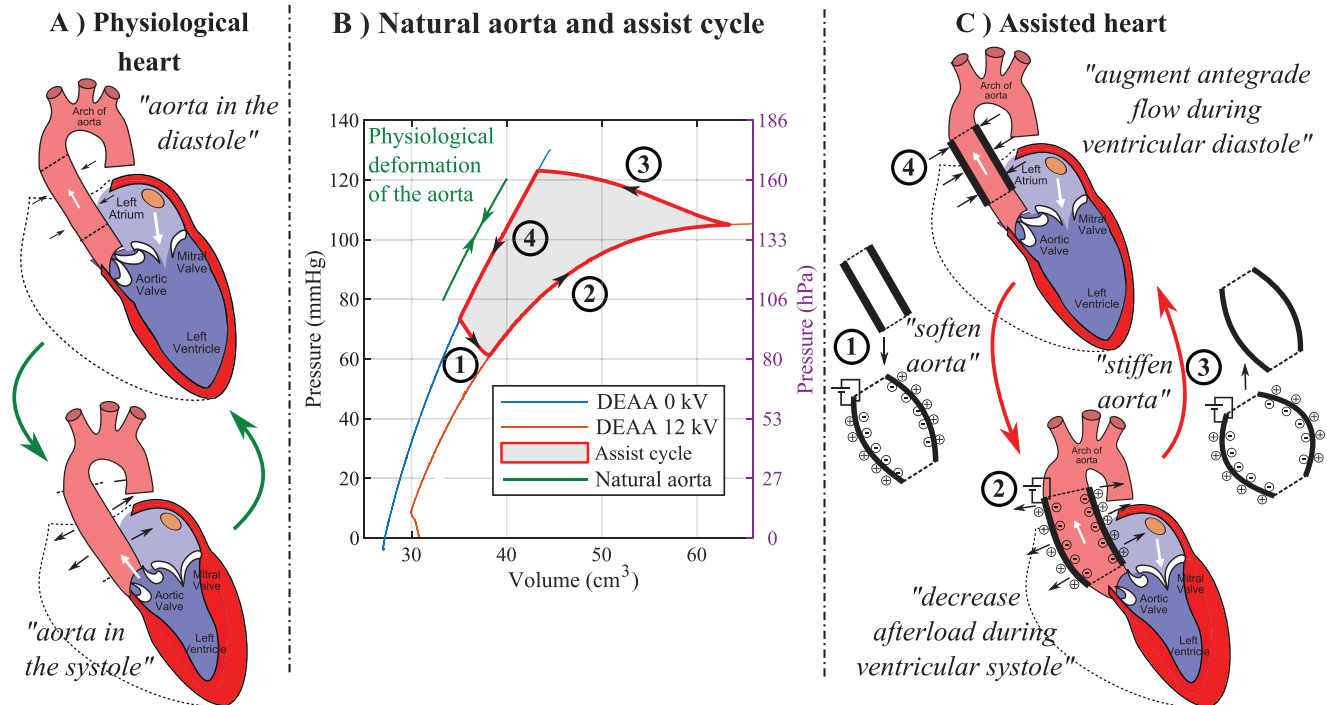 A ) Physiological
heart
"aorta in the
diastole"
Arch of
aorta
Left
Atrium
Mitral
Valve
Aortic
Valve
Left
Ventricle
Mitral
Valve
Aortic
Valve
Left
Ventricle
"aorta in
the systole"
B ) Natural aorta and assist cycle
Pressure (mmHg)
140
120
100
80
60
40
20
0
30
40
50
60
Volume (cm³)
186
160
133
106
80
53
27
0
Pressure (hPa)
Physiological
deformation
of the aorta
3
4
2
1
DEAA 0 kV
DEAA 12 kV
Assist cycle
Natural aorta
C ) Assisted heart
"augment antegrade
flow during
ventricular diastole"
Arch of
aorta
4
Left
Atrium
Mitral
Valve
Aortic
Valve
Left
Ventricle
1
"soften
aorta"
"stiffen
aorta"
3
2
Arch of
aorta
Mitral
Valve
Aortic
Valve
Left
Ventricle
"decrease
afterload during
ventricular systole"